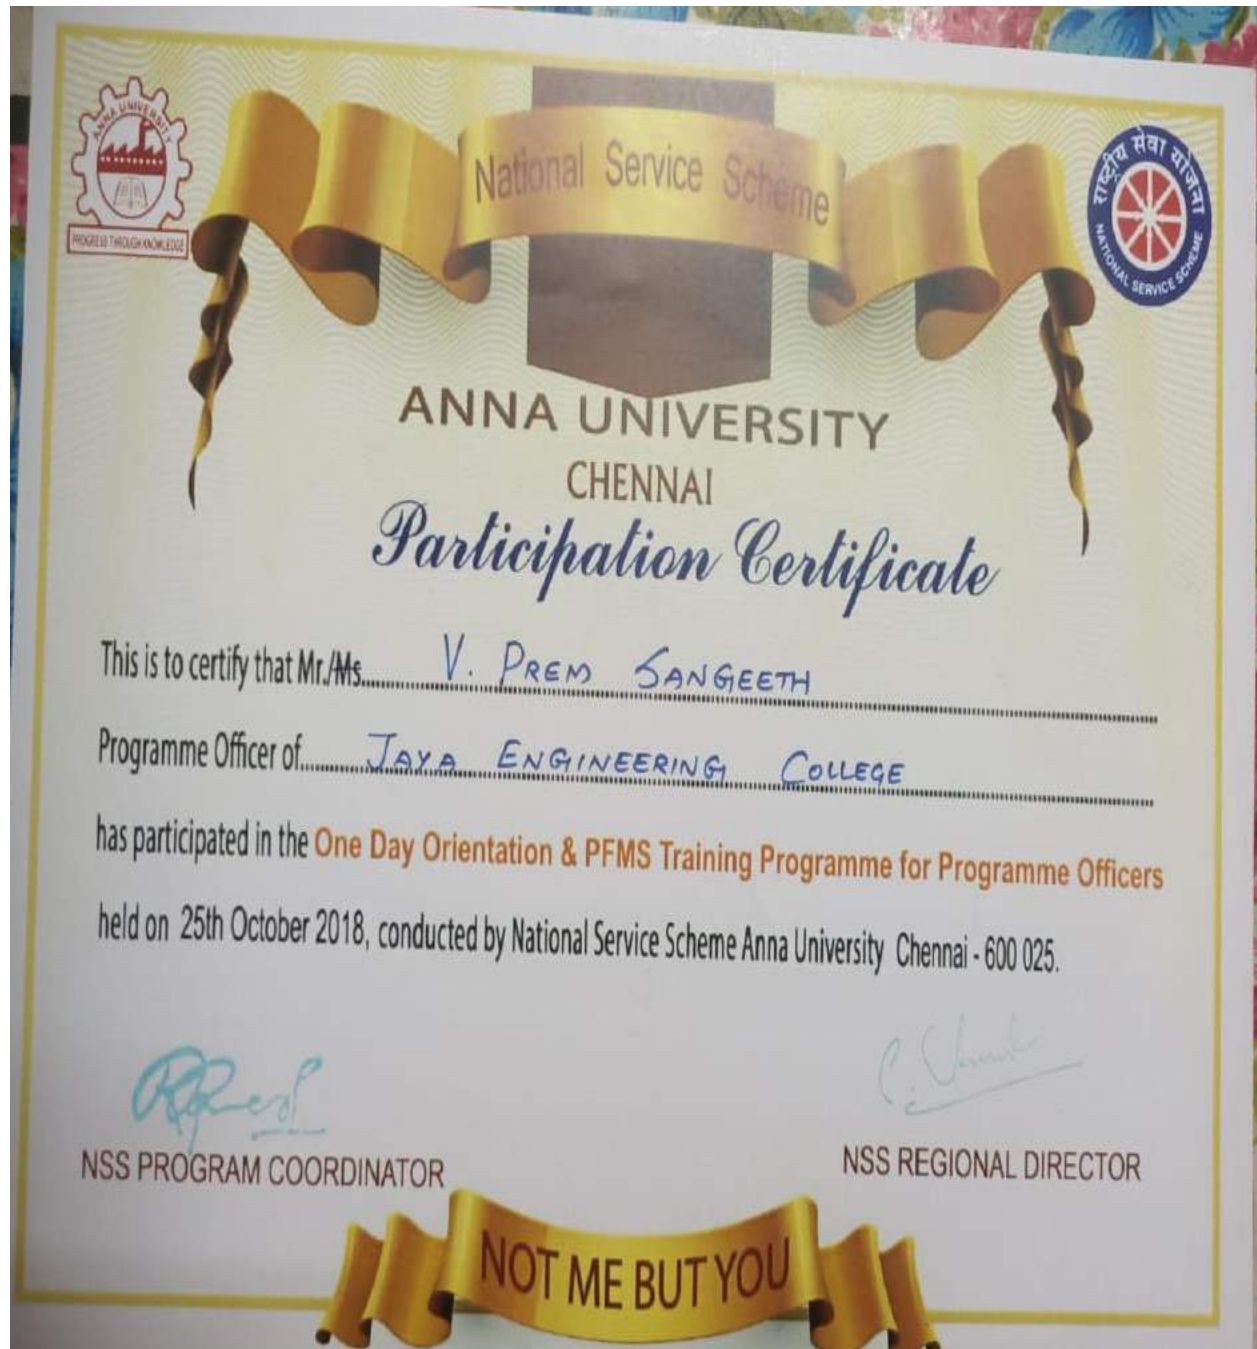 ANNA UNIVERSITY
PROGRESS THROUGH KNOWLEDGE
National Service Scheme
राष्ट्रीय सेवा योजना
NATIONAL SERVICE SCHEME
ANNA UNIVERSITY
CHENNAI
Participation Certificate
This is to certify that Mr./Ms. V. PREM SANGEETH
Programme Officer of JAYA ENGINEERING COLLEGE
has participated in the One Day Orientation & PFMS Training Programme for Programme Officers
held on 25th October 2018, conducted by National Service Scheme Anna University Chennai - 600 025.
NSS PROGRAM COORDINATOR
NSS REGIONAL DIRECTOR
NOT ME BUT YOU